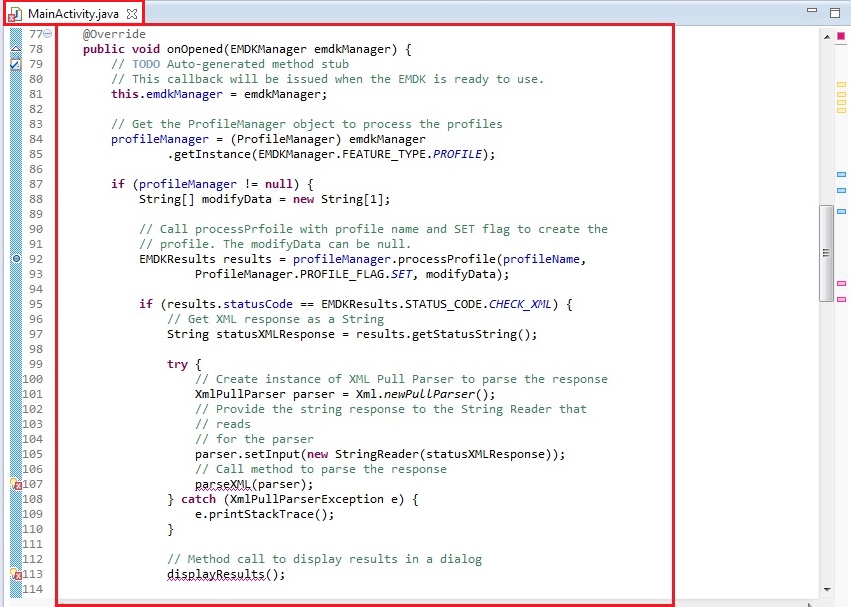 MainActivity.java
77 @Override
78 public void onOpened(EMDKManager emdkManager) {
79 // TODO Auto-generated method stub
80 // This callback will be issued when the EMDK is ready to use.
81 this.emdkManager = emdkManager;
82
83 // Get the ProfileManager object to process the profiles
84 profileManager = (ProfileManager) emdkManager
85 .getInstance(EMDKManager.FEATURE_TYPE.PROFILE);
86
87 if (profileManager != null) {
88 String[] modifyData = new String[1];
89
90 // Call processPrfoile with profile name and SET flag to create the
91 // profile. The modifyData can be null.
92 EMDKResults results = profileManager.processProfile(profileName,
93 ProfileManager.PROFILE_FLAG.SET, modifyData);
94
95 if (results.statusCode == EMDKResults.STATUS_CODE.CHECK_XML) {
96 // Get XML response as a String
97 String statusXMLResponse = results.getStatusString();
98
99 try {
100 // Create instance of XML Pull Parser to parse the response
101 XmlPullParser parser = Xml.newPullParser();
102 // Provide the string response to the String Reader that
103 // reads
104 // for the parser
105 parser.setInput(new StringReader(statusXMLResponse));
106 // Call method to parse the response
107 parseXML(parser);
108 } catch (XmlPullParserException e) {
109 e.printStackTrace();
110 }
111
112 // Method call to display results in a dialog
113 displayResults();
114